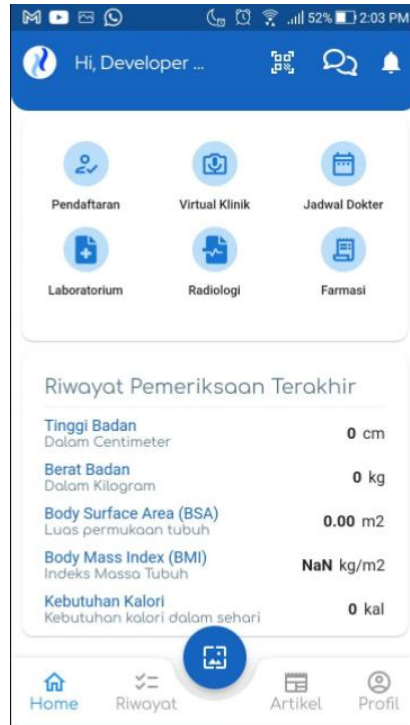 52% 2:03 PM
Hi, Developer ...
Pendaftaran Virtual Klinik Jadwal Dokter
Laboratorium Radiologi Farmasi
Riwayat Pemeriksaan Terakhir
Tinggi Badan
Dalam Centimeter
0 cm
Berat Badan
Dalam Kilogram
0 kg
Body Surface Area (BSA)
Luas permukaan tubuh
0.00 m2
Body Mass Index (BMI)
Indeks Massa Tubuh
NaN kg/m2
Kebutuhan Kalori
Kebutuhan kalori dalam sehari
0 kal
Home Riwayat Artikel Profil